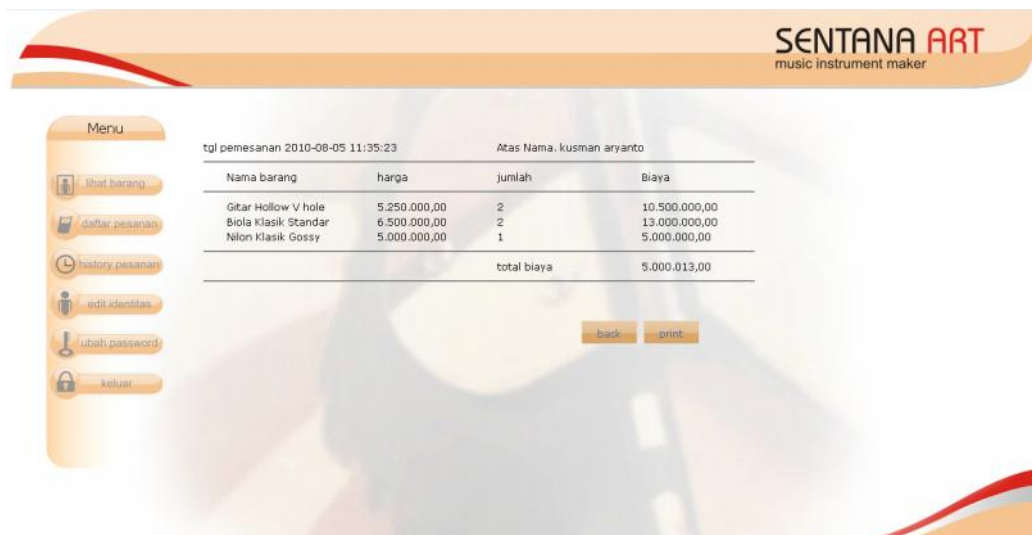 SENTANA ART
music instrument maker
Menu
lihat barang
daftar pesanan
history pesanan
edit identitas
ubah password
keluar
tgl pemesanan 2010-08-05 11:35:23 Atas Nama. kusman aryanto
Nama barang harga jumlah Biaya
Gitar Hollow V hole 5.250.000,00 2 10.500.000,00
Biola Klasik Standar 6.500.000,00 2 13.000.000,00
Nilon Klasik Gossy 5.000.000,00 1 5.000.000,00
total biaya 5.000.013,00
back print